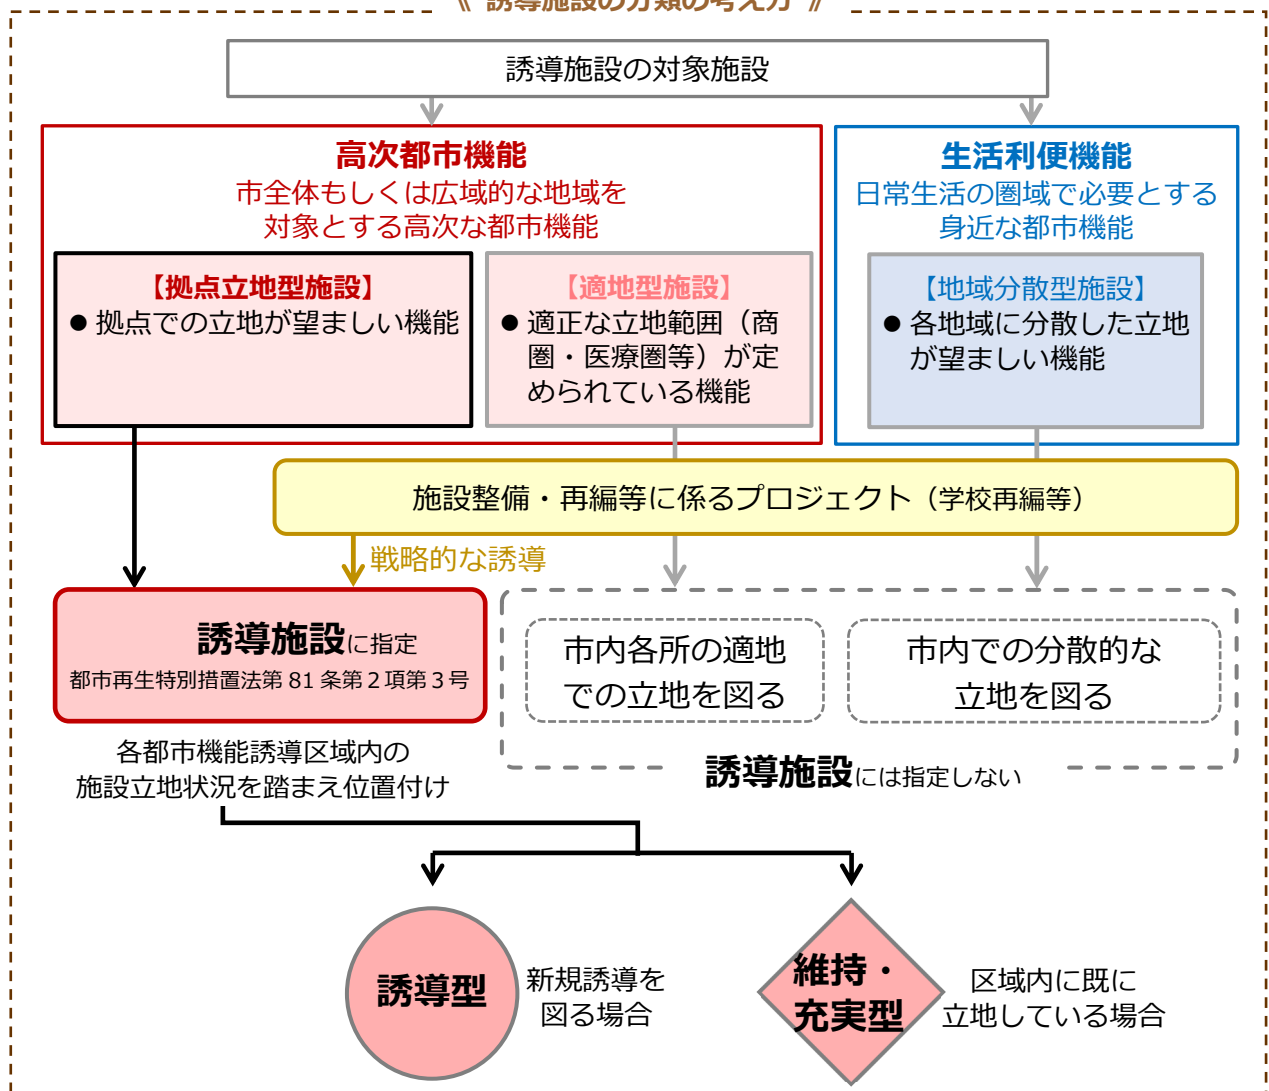 《 誘導施設の分類の考え方 》
誘導施設の対象施設
高次都市機能
市全体もしくは広域的な地域を
対象とする高次な都市機能
【拠点立地型施設】
● 拠点での立地が望ましい機能
【適地型施設】
● 適正な立地範囲（商
圏・医療圏等）が定
められている機能
生活利便機能
日常生活の圏域で必要とする
身近な都市機能
【地域分散型施設】
● 各地域に分散した立地
が望ましい機能
施設整備・再編等に係るプロジェクト（学校再編等）
戦略的な誘導
誘導施設に指定
都市再生特別措置法第 81 条第２項第３号
市内各所の適地
での立地を図る
市内での分散的な
立地を図る
誘導施設には指定しない
各都市機能誘導区域内の
施設立地状況を踏まえ位置付け
誘導型
新規誘導を
図る場合
維持・
充実型
区域内に既に
立地している場合